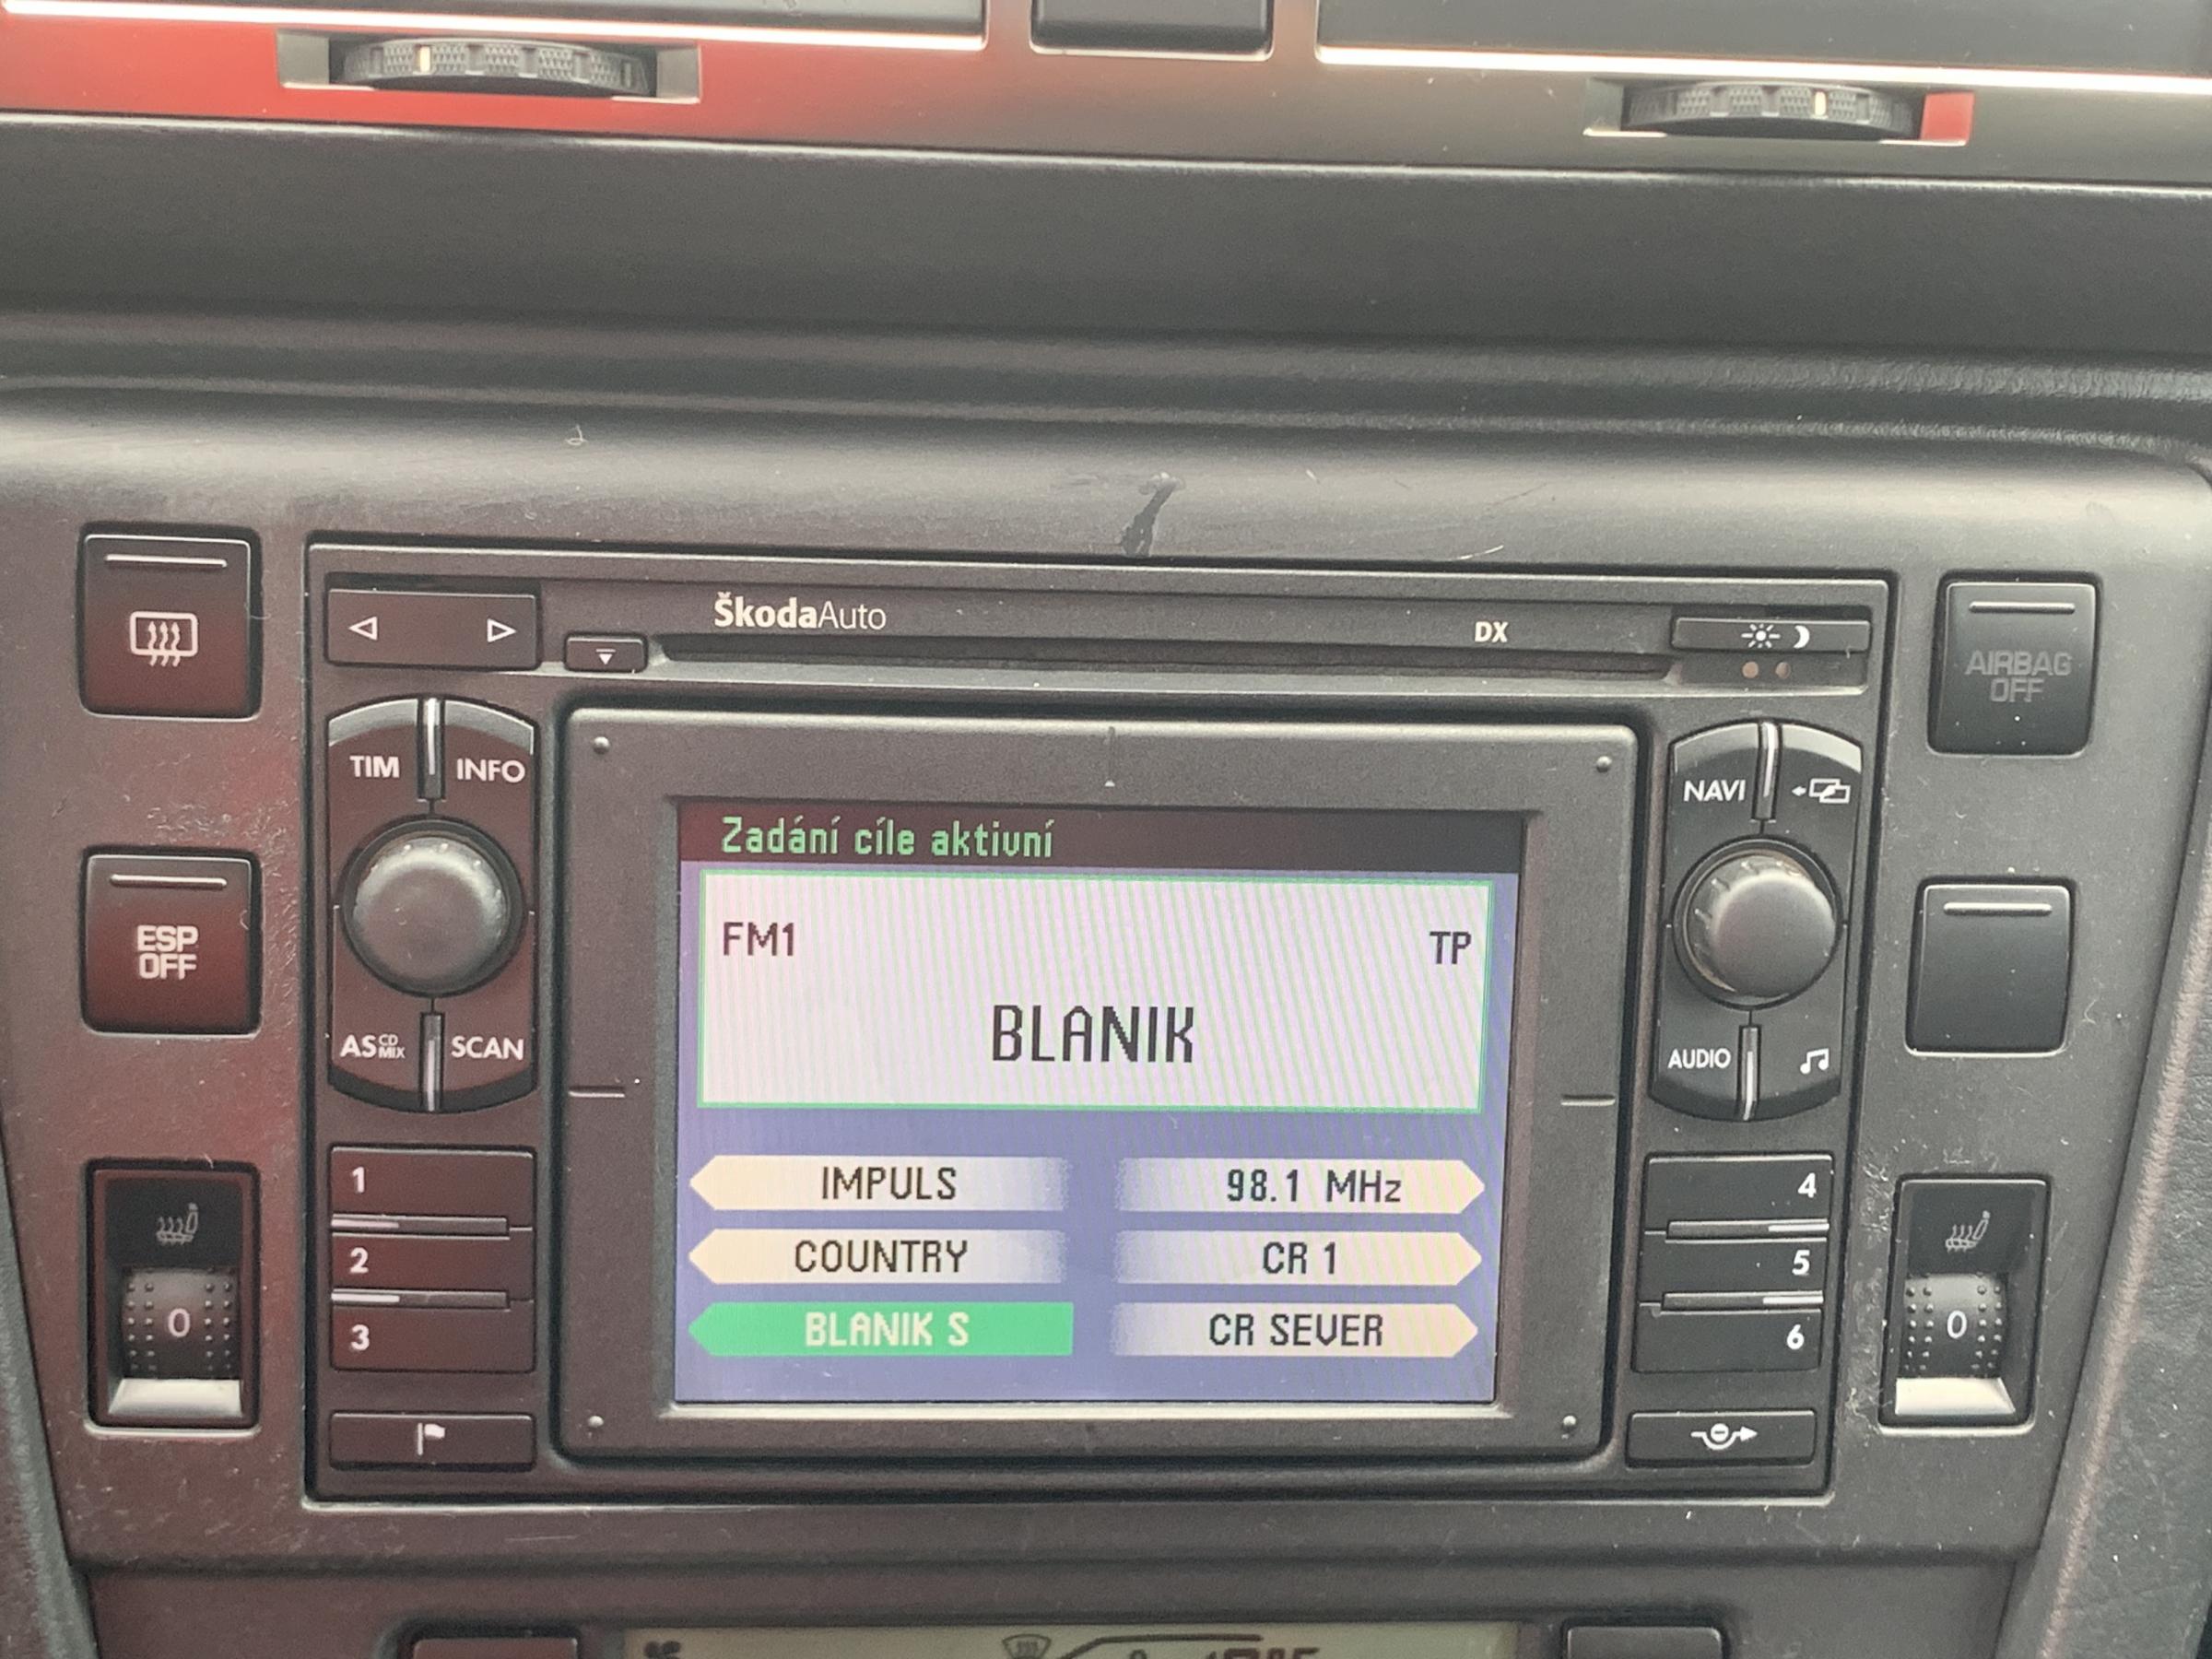 ŠkodaAuto
DX
AIRBAG
OFF
TIM
INFO
NAVI
Zadání cíle aktivní
FM1
TP
BLANIK
ESP
OFF
AS CD
MIX
SCAN
AUDIO
1
IMPULS
98.1 MHz
4
2
COUNTRY
CR 1
5
3
BLANIK S
CR SEVER
6
0
0